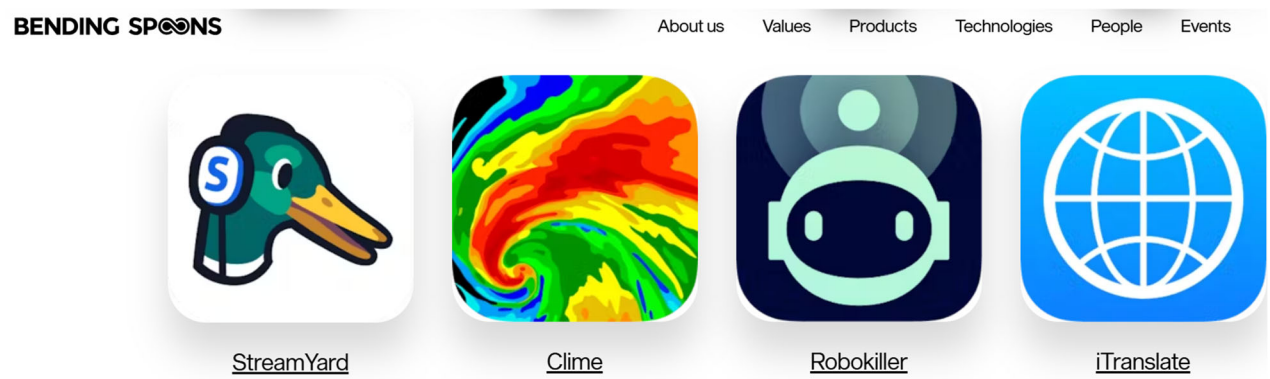 BENDING SPOONS About us Values Products Technologies People Events
S
StreamYard Clime Robokiller iTranslate